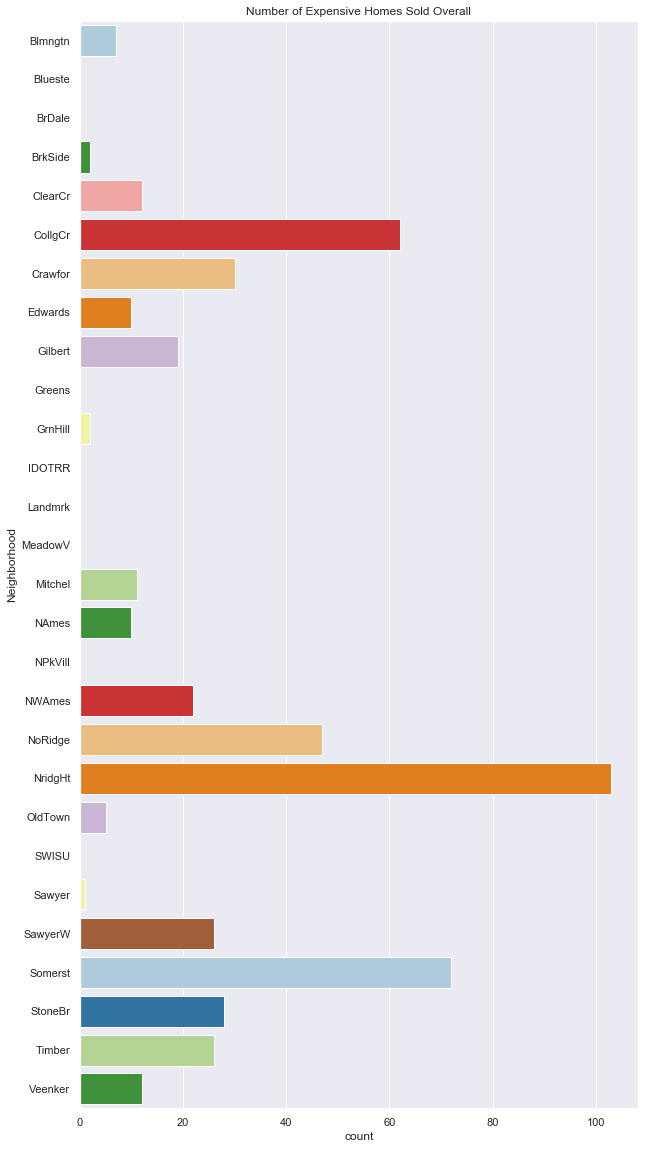 Number of Expensive Homes Sold Overall
Blmngtn
Blueste
BrDale
BrkSide
ClearCr
CollgCr
Crawfor
Edwards
Gilbert
Greens
GrnHill
IDOTRR
Landmrk
MeadowV
Mitchel
NAmes
NPkVill
NWAmes
NoRidge
NridgHt
OldTown
SWISU
Sawyer
SawyerW
Somerst
StoneBr
Timber
Veenker
Neighborhood
0 20 40 60 80 100
count